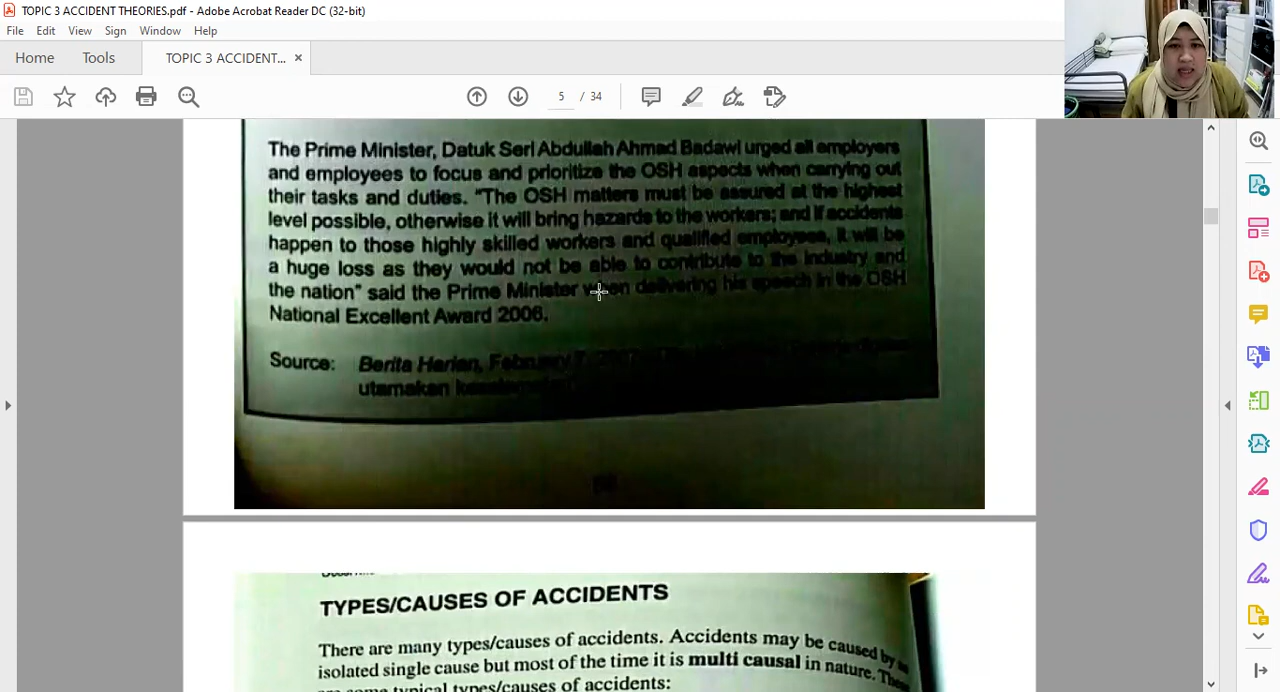 TOPIC 3 ACCIDENT THEORIES.pdf - Adobe Acrobat Reader DC (32-bit)
File Edit View Sign Window Help
Home Tools TOPIC 3 ACCIDENT... ×
5 / 34
The Prime Minister, Datuk Seri Abdullah Ahmad Badawi urged all employers
and employees to focus and prioritize the OSH aspects when carrying out
their tasks and duties. "The OSH matters must be assured at the highest
level possible, otherwise it will bring hazards to the workers; and if accidents
happen to those highly skilled workers and qualified employees, it will be
a huge loss as they would not be able to contribute to the industry and
the nation" said the Prime Minister when delivering his speech in the OSH
National Excellent Award 2006.
Source: Berita Harian, February
utamakan
TYPES/CAUSES OF ACCIDENTS
There are many types/causes of accidents. Accidents may be caused by
isolated single cause but most of the time it is multi causal in nature.
are some typical types/causes of accidents: